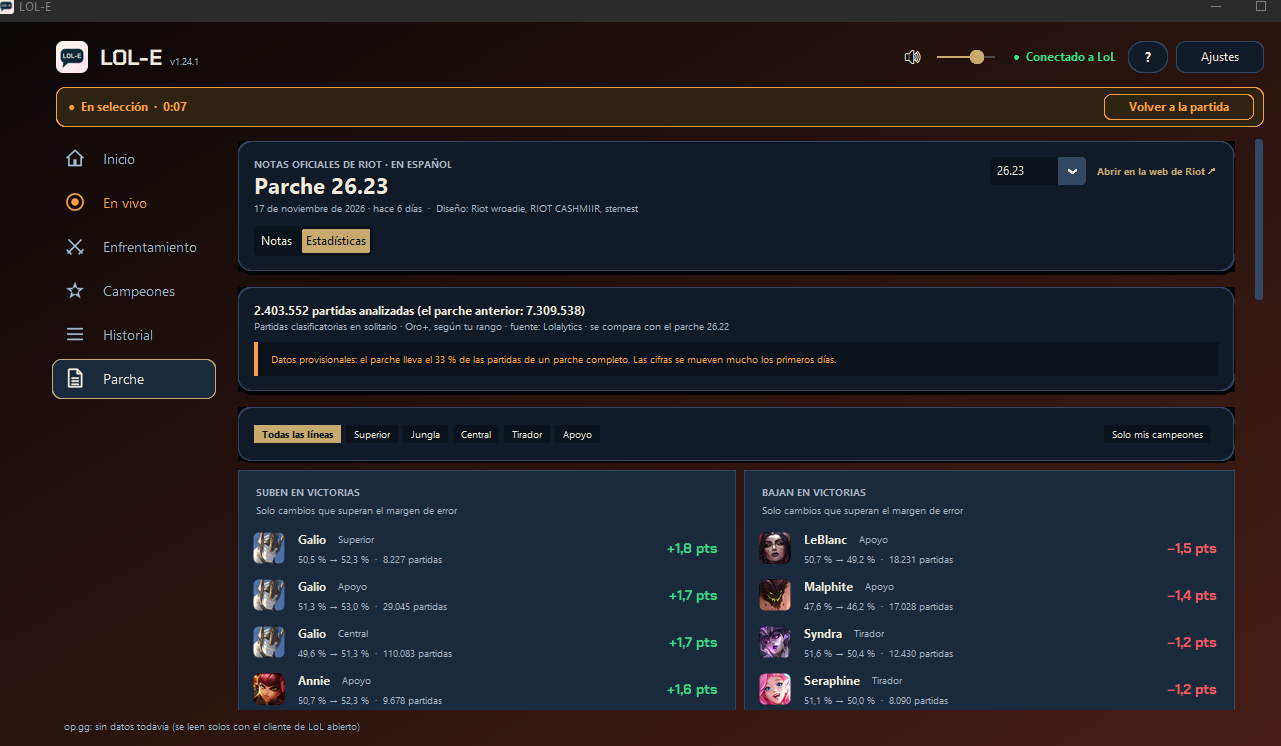 LOL-E
LOL-E
LOL-E v1.24.1
Conectado a LoL
?
Ajustes
• En selección · 0:07
Volver a la partida
Inicio
En vivo
Enfrentamiento
Campeones
Historial
Parche
NOTAS OFICIALES DE RIOT · EN ESPAÑOL
Parche 26.23
17 de noviembre de 2026 · hace 6 días · Diseño: Riot wroadie, RIOT CASHMIIR, sternest
26.23
Abrir en la web de Riot ↗
Notas
Estadísticas
2.403.552 partidas analizadas (el parche anterior: 7.309.538)
Partidas clasificatorias en solitario · Oro+, según tu rango · fuente: Lolalytics · se compara con el parche 26.22
Datos provisionales: el parche lleva el 33 % de las partidas de un parche completo. Las cifras se mueven mucho los primeros días.
Todas las líneas
Superior
Jungla
Central
Tirador
Apoyo
Solo mis campeones
SUBEN EN VICTORIAS
Solo cambios que superan el margen de error
Galio Superior
50,5 % → 52,3 % · 8.227 partidas
+1,8 pts
Galio Apoyo
51,3 % → 53,0 % · 29.045 partidas
+1,7 pts
Galio Central
49,6 % → 51,3 % · 110.083 partidas
+1,7 pts
Annie Apoyo
50,7 % → 52,3 % · 9.678 partidas
+1,6 pts
BAJAN EN VICTORIAS
Solo cambios que superan el margen de error
LeBlanc Apoyo
50,7 % → 49,2 % · 18.231 partidas
−1,5 pts
Malphite Apoyo
47,6 % → 46,2 % · 17.028 partidas
−1,4 pts
Syndra Tirador
51,6 % → 50,4 % · 12.430 partidas
−1,2 pts
Seraphine Tirador
51,1 % → 50,0 % · 8.090 partidas
−1,2 pts
op.gg: sin datos todavía (se leen solos con el cliente de LoL abierto)